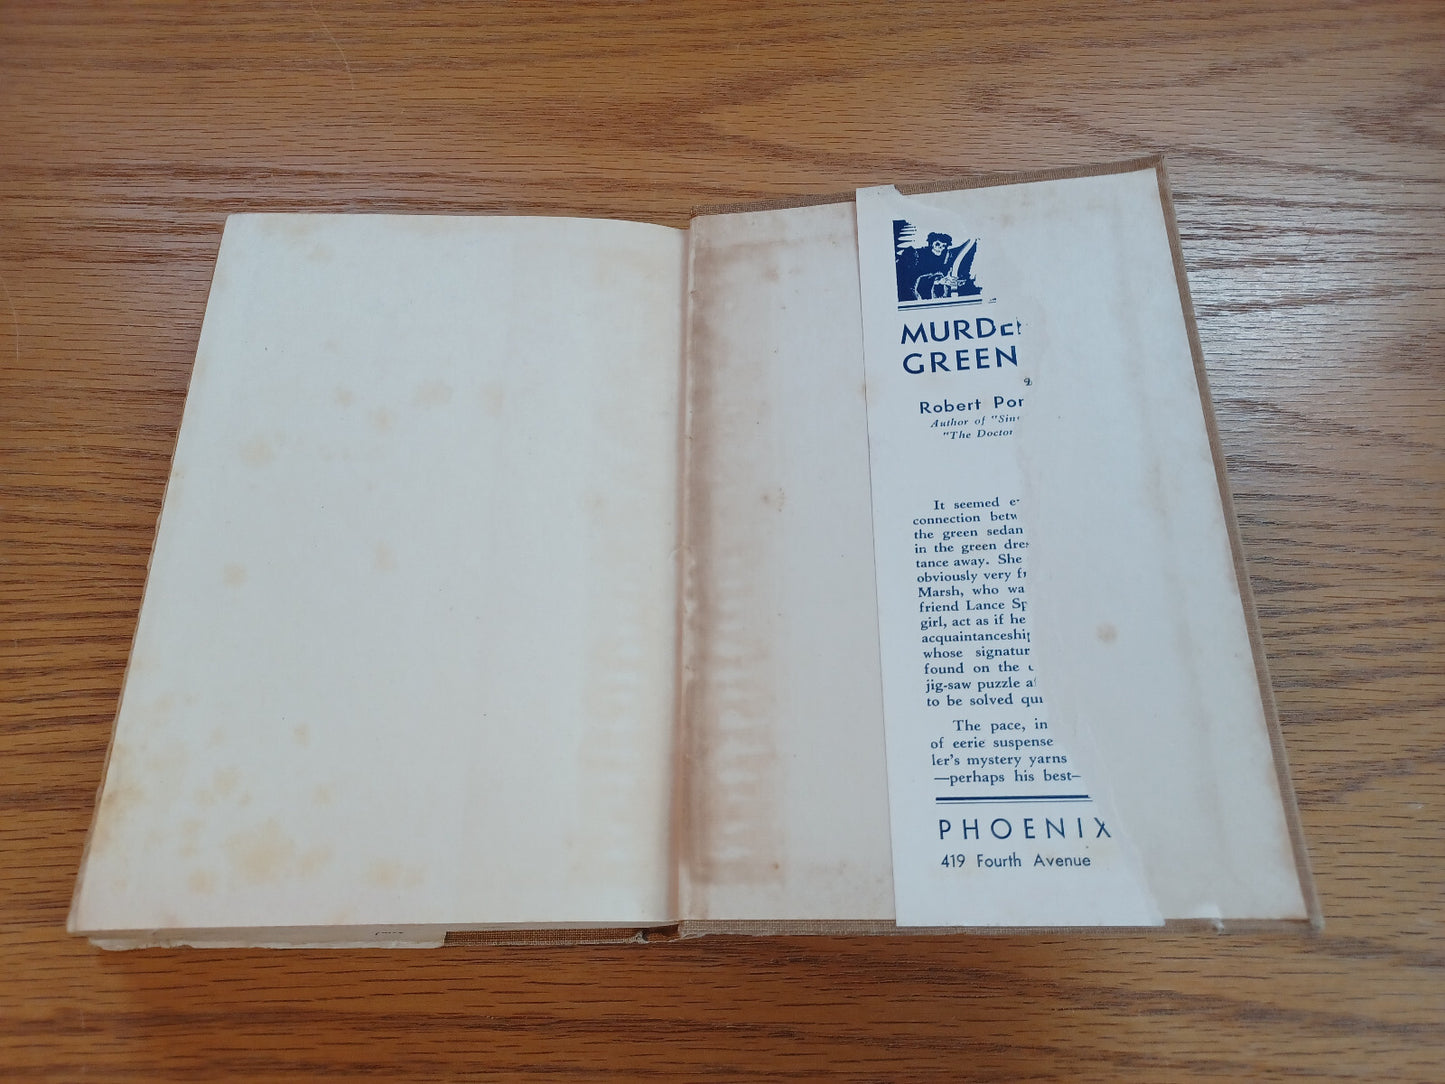 MURDE
GREEN
Robert Por
Author of "Sin
"The Doctor
It seemed e
connection betw
the green sedan
in the green dre
tance away. She
obviously very fr
Marsh, who wa
friend Lance Sp
girl, act as if he
acquaintanceship
whose signatur
found on the
jig-saw puzzle a
to be solved qui
The pace, in
of eerie suspense
ler's mystery yarns
—perhaps his best—
PHOENIX
419 Fourth Avenue